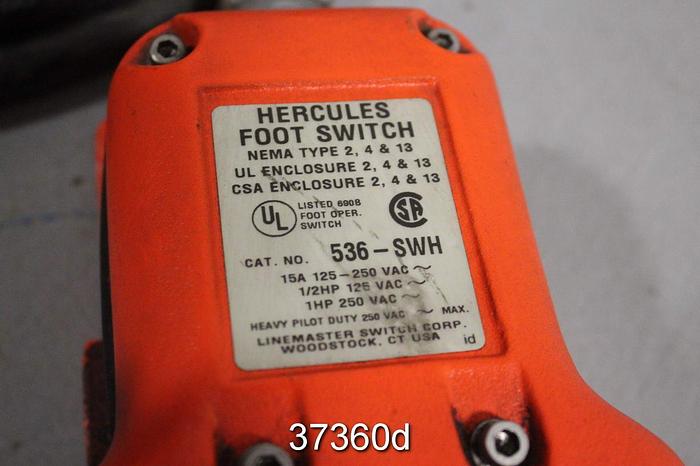 HERCULES
FOOT SWITCH
NEMA TYPE 2, 4 & 13
UL ENCLOSURE 2, 4 & 13
CSA ENCLOSURE 2, 4 & 13
UL
LISTED 690B
FOOT OPER.
SWITCH
SA
CAT. NO. 536-SWH
15A 125-250 VAC ~
1/2HP 125 VAC ~
1HP 250 VAC ~
HEAVY PILOT DUTY 250 VAC ~ MAX.
LINEMASTER SWITCH CORP.
WOODSTOCK, CT USA id
37360d